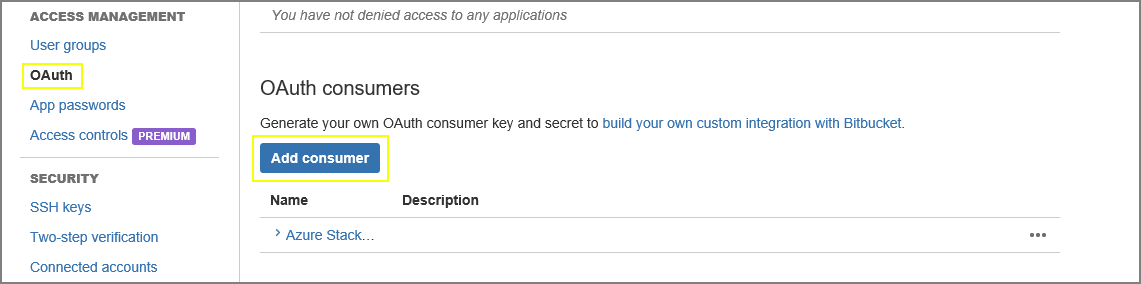 ACCESS MANAGEMENT
User groups
OAuth
App passwords
Access controls PREMIUM
SECURITY
SSH keys
Two-step verification
Connected accounts
You have not denied access to any applications
OAuth consumers
Generate your own OAuth consumer key and secret to build your own custom integration with Bitbucket.
Add consumer
Name Description
Azure Stack…